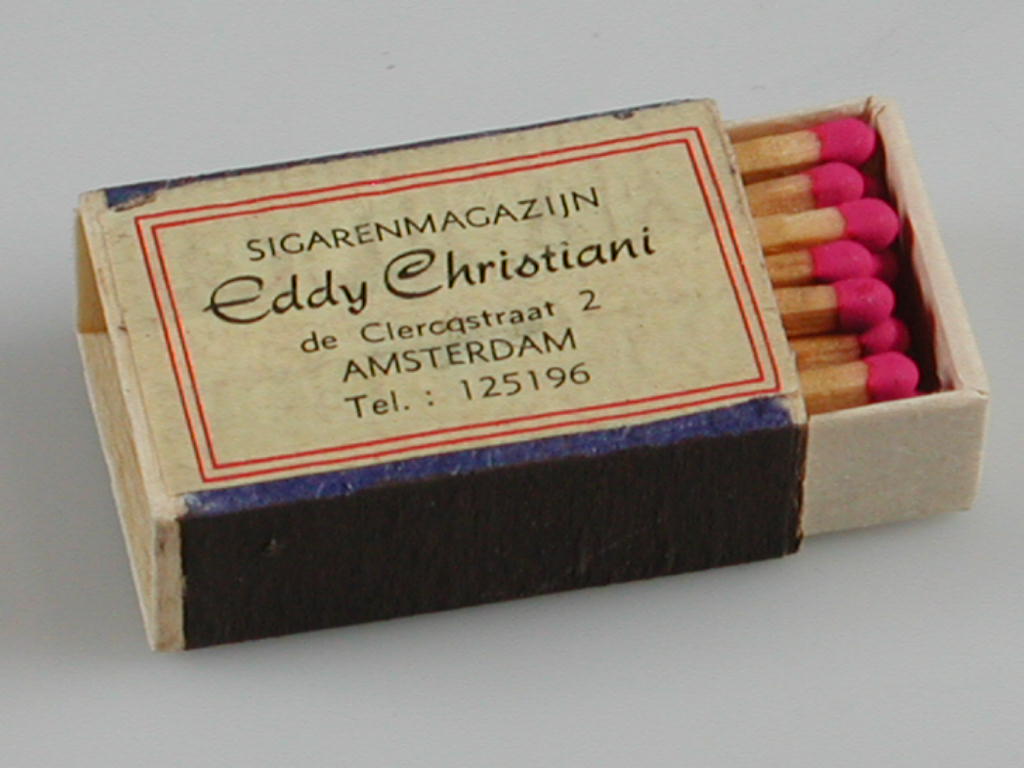 SIGARENMAGAZIJN
Eddy Christiani
de Clercqstraat 2
AMSTERDAM
Tel. : 125196